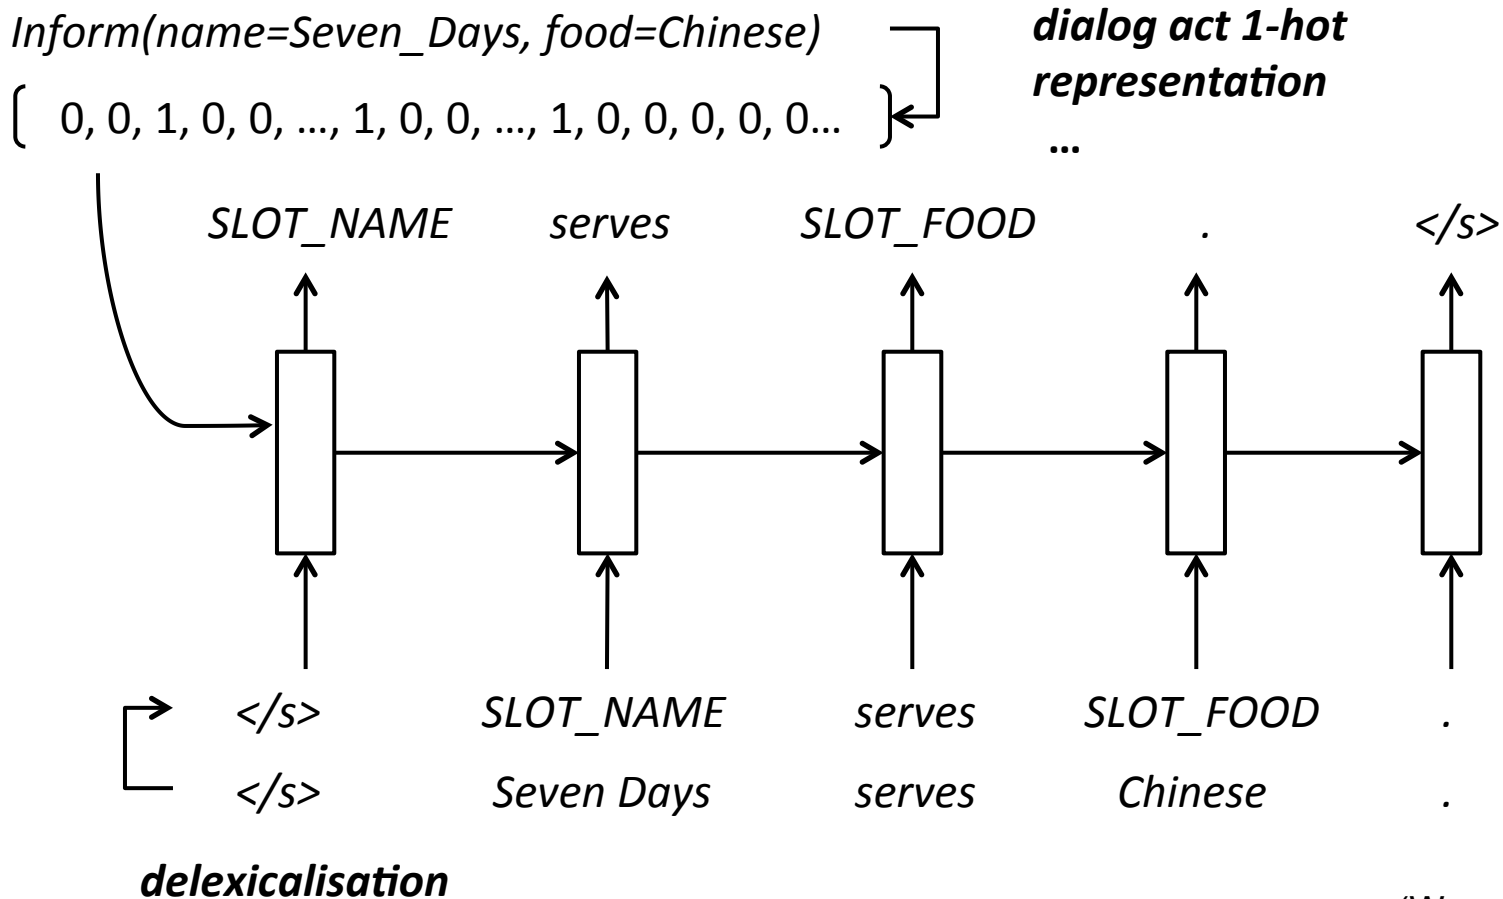 Inform(name=Seven_Days, food=Chinese)
dialog act 1-hot
representation
0, 0, 1, 0, 0, …, 1, 0, 0, …, 1, 0, 0, 0, 0, 0…
…
SLOT_NAME serves SLOT_FOOD . </s>
</s> SLOT_NAME serves SLOT_FOOD .
</s> Seven Days serves Chinese .
delexicalisation